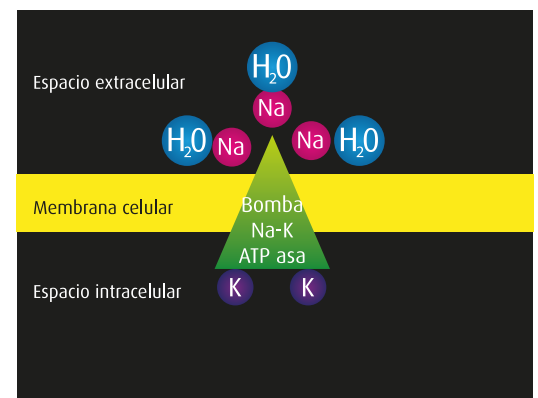 H₂O
Espacio extracelular
Na
H₂O Na Na H₂O
Membrana celular
Bomba
Na-K
ATP asa
Espacio intracelular
K K